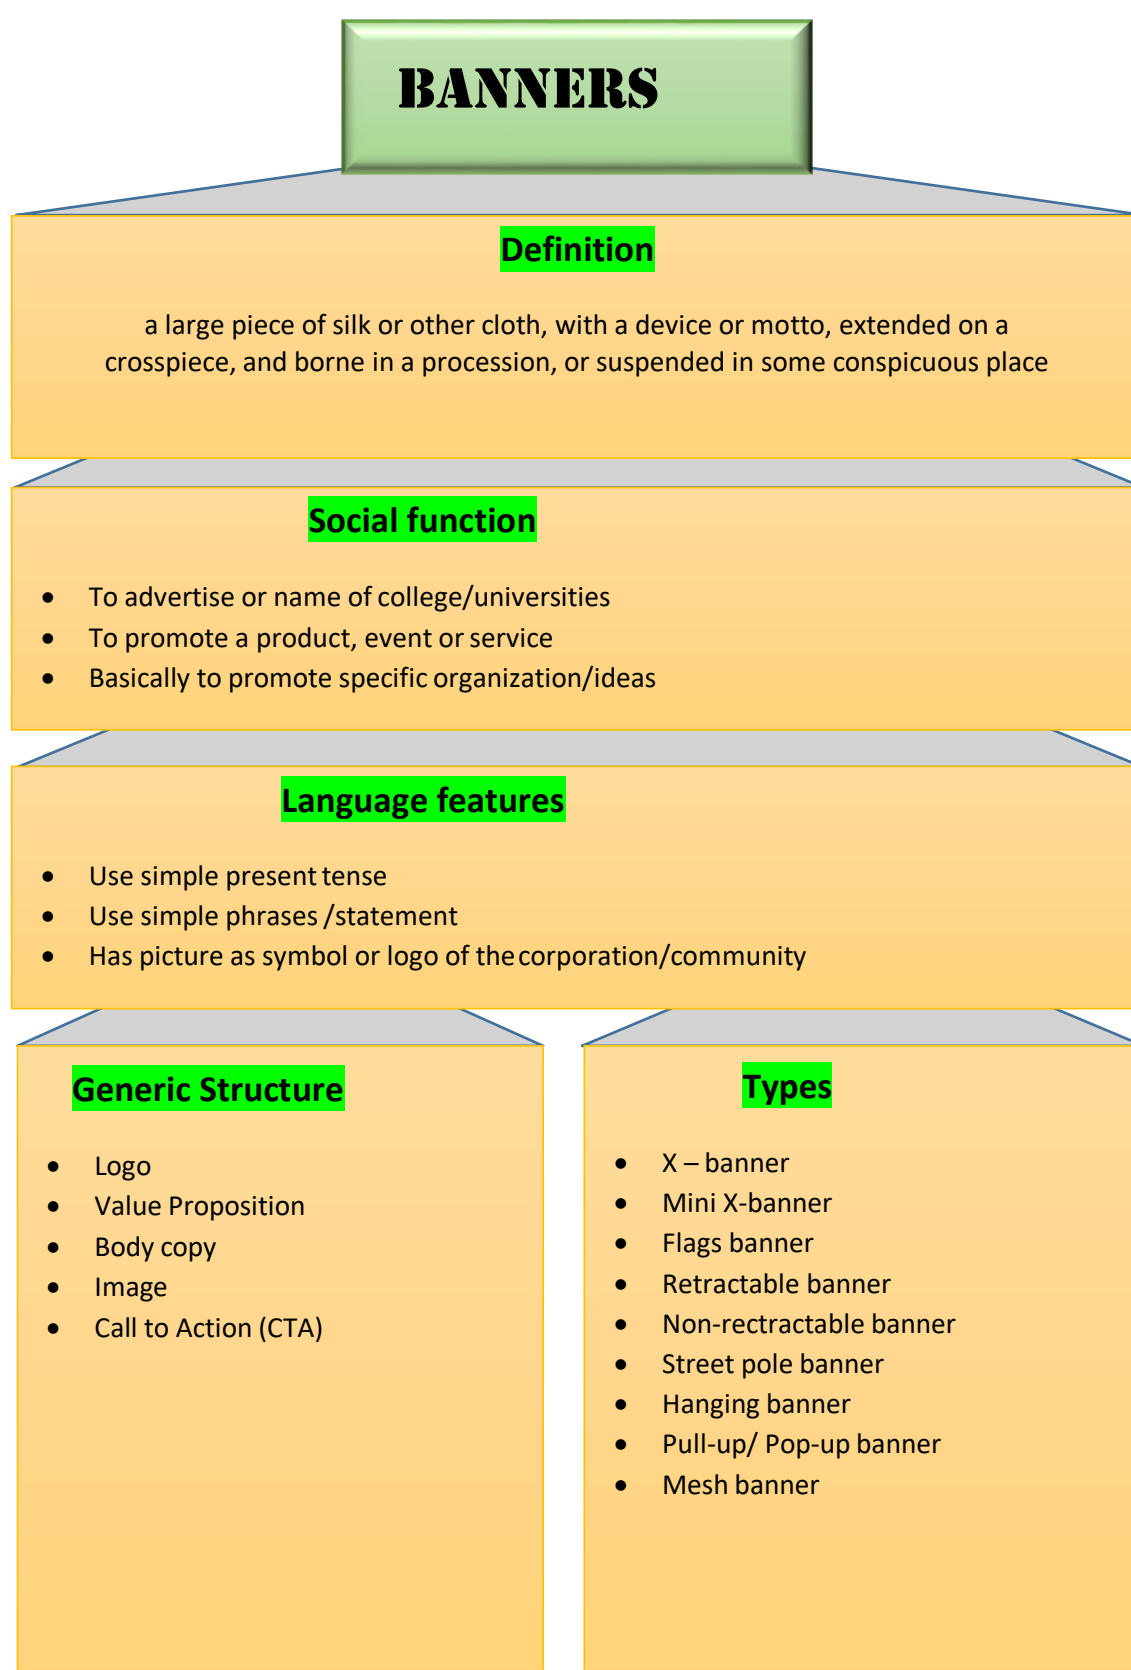 BANNERS
Definition
a large piece of silk or other cloth, with a device or motto, extended on a
crosspiece, and borne in a procession, or suspended in some conspicuous place
Social function
• To advertise or name of college/universities
• To promote a product, event or service
• Basically to promote specific organization/ideas
Language features
• Use simple present tense
• Use simple phrases /statement
• Has picture as symbol or logo of the corporation/community
Generic Structure
• Logo
• Value Proposition
• Body copy
• Image
• Call to Action (CTA)
Types
• X – banner
• Mini X-banner
• Flags banner
• Retractable banner
• Non-rectractable banner
• Street pole banner
• Hanging banner
• Pull-up/ Pop-up banner
• Mesh banner